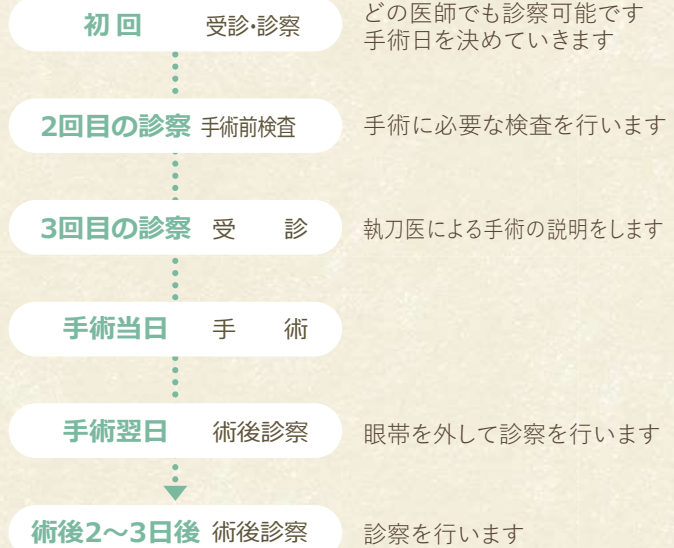 初回 受診・診察
どの医師でも診察可能です
手術日を決めていきます
2回目の診察 手術前検査
手術に必要な検査を行います
3回目の診察 受 診
執刀医による手術の説明をします
手術当日 手 術
手術翌日 術後診察
眼帯を外して診察を行います
術後2〜3日後 術後診察
診察を行います